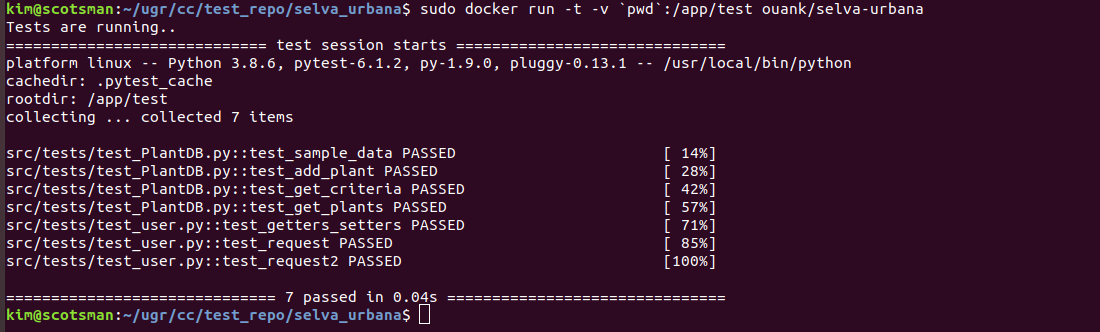 kim@scotsman:~/ugr/cc/test_repo/selva_urbana$ sudo docker run -t -v `pwd`:/app/test ouank/selva-urbana
Tests are running..
============================= test session starts ==============================
platform linux -- Python 3.8.6, pytest-6.1.2, py-1.9.0, pluggy-0.13.1 -- /usr/local/bin/python
cachedir: .pytest_cache
rootdir: /app/test
collecting ... collected 7 items

src/tests/test_PlantDB.py::test_sample_data PASSED                       [ 14%]
src/tests/test_PlantDB.py::test_add_plant PASSED                         [ 28%]
src/tests/test_PlantDB.py::test_get_criteria PASSED                      [ 42%]
src/tests/test_PlantDB.py::test_get_plants PASSED                        [ 57%]
src/tests/test_user.py::test_getters_setters PASSED                      [ 71%]
src/tests/test_user.py::test_request PASSED                              [ 85%]
src/tests/test_user.py::test_request2 PASSED                             [100%]

============================== 7 passed in 0.04s ===============================
kim@scotsman:~/ugr/cc/test_repo/selva_urbana$